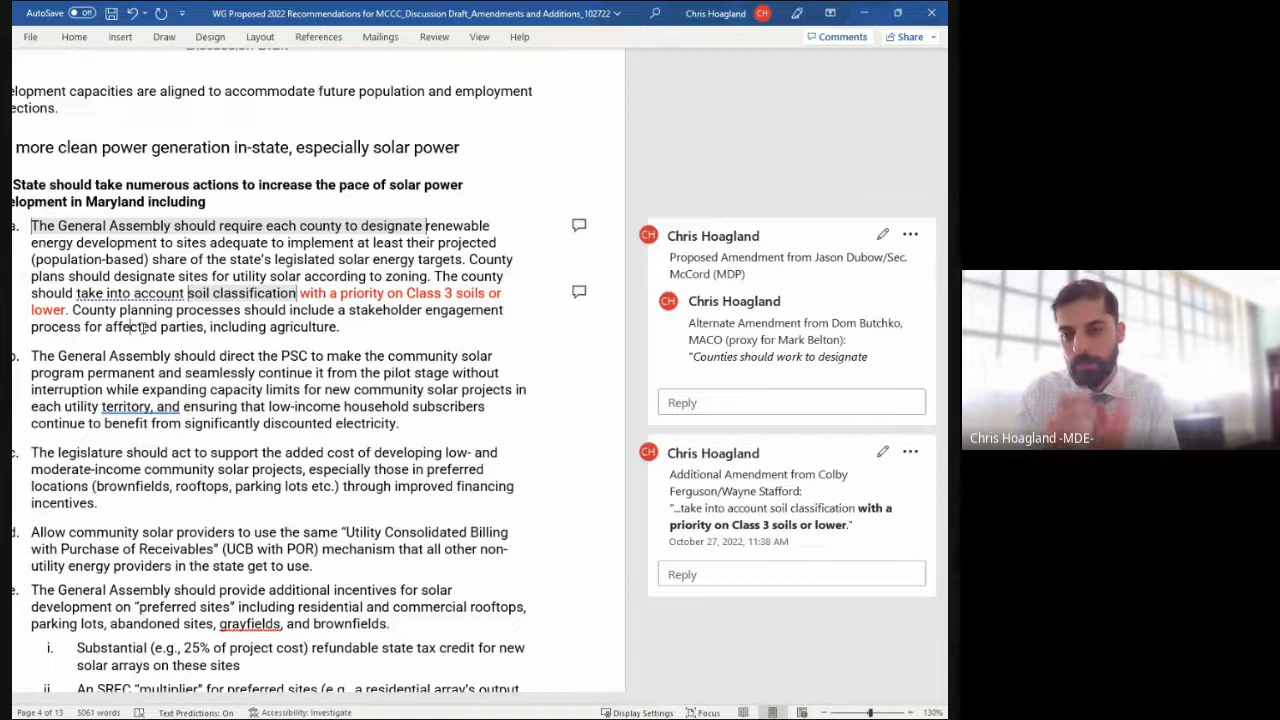 AutoSave Off WG Proposed 2022 Recommendations for MCCC_Discussion Draft_Amendments and Additions_102722 Chris Hoagland CH
File Home Insert Draw Design Layout References Mailings Review View Help Comments Share
Discussion Draft
elopment capacities are aligned to accommodate future population and employment
ections.
more clean power generation in-state, especially solar power
State should take numerous actions to increase the pace of solar power
elopment in Maryland including
a. The General Assembly should require each county to designate renewable
energy development to sites adequate to implement at least their projected
(population-based) share of the state's legislated solar energy targets. County
plans should designate sites for utility solar according to zoning. The county
should take into account soil classification with a priority on Class 3 soils or
lower. County planning processes should include a stakeholder engagement
process for affected parties, including agriculture.
o. The General Assembly should direct the PSC to make the community solar
program permanent and seamlessly continue it from the pilot stage without
interruption while expanding capacity limits for new community solar projects in
each utility territory, and ensuring that low-income household subscribers
continue to benefit from significantly discounted electricity.
c. The legislature should act to support the added cost of developing low- and
moderate-income community solar projects, especially those in preferred
locations (brownfields, rooftops, parking lots etc.) through improved financing
incentives.
d. Allow community solar providers to use the same “Utility Consolidated Billing
with Purchase of Receivables” (UCB with POR) mechanism that all other non-
utility energy providers in the state get to use.
e. The General Assembly should provide additional incentives for solar
development on “preferred sites” including residential and commercial rooftops,
parking lots, abandoned sites, grayfields, and brownfields.
i. Substantial (e.g., 25% of project cost) refundable state tax credit for new
solar arrays on these sites
ii. An SREC “multiplier” for preferred sites (e.g., a residential array's output
CH Chris Hoagland
Proposed Amendment from Jason Dubow/Sec.
McCord (MDP)
CH Chris Hoagland
Alternate Amendment from Dom Butchko,
MACO (proxy for Mark Belton):
"Counties should work to designate
Reply
CH Chris Hoagland
Additional Amendment from Colby
Ferguson/Wayne Stafford:
"...take into account soil classification with a
priority on Class 3 soils or lower."
October 27, 2022, 11:38 AM
Reply
Chris Hoagland -MDE-
Page 4 of 13 5061 words Text Predictions: On Accessibility: Investigate Display Settings Focus 130%